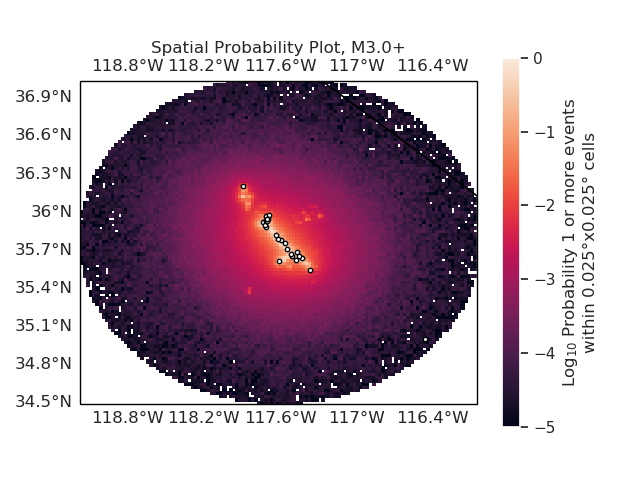 Spatial Probability Plot, M3.0+
118.8°W 118.2°W 117.6°W 117°W 116.4°W
36.9°N
36.6°N
36.3°N
36°N
35.7°N
35.4°N
35.1°N
34.8°N
34.5°N
118.8°W 118.2°W 117.6°W 117°W 116.4°W
0
−1
−2
−3
−4
−5
Log₁₀ Probability 1 or more events
within 0.025°x0.025° cells